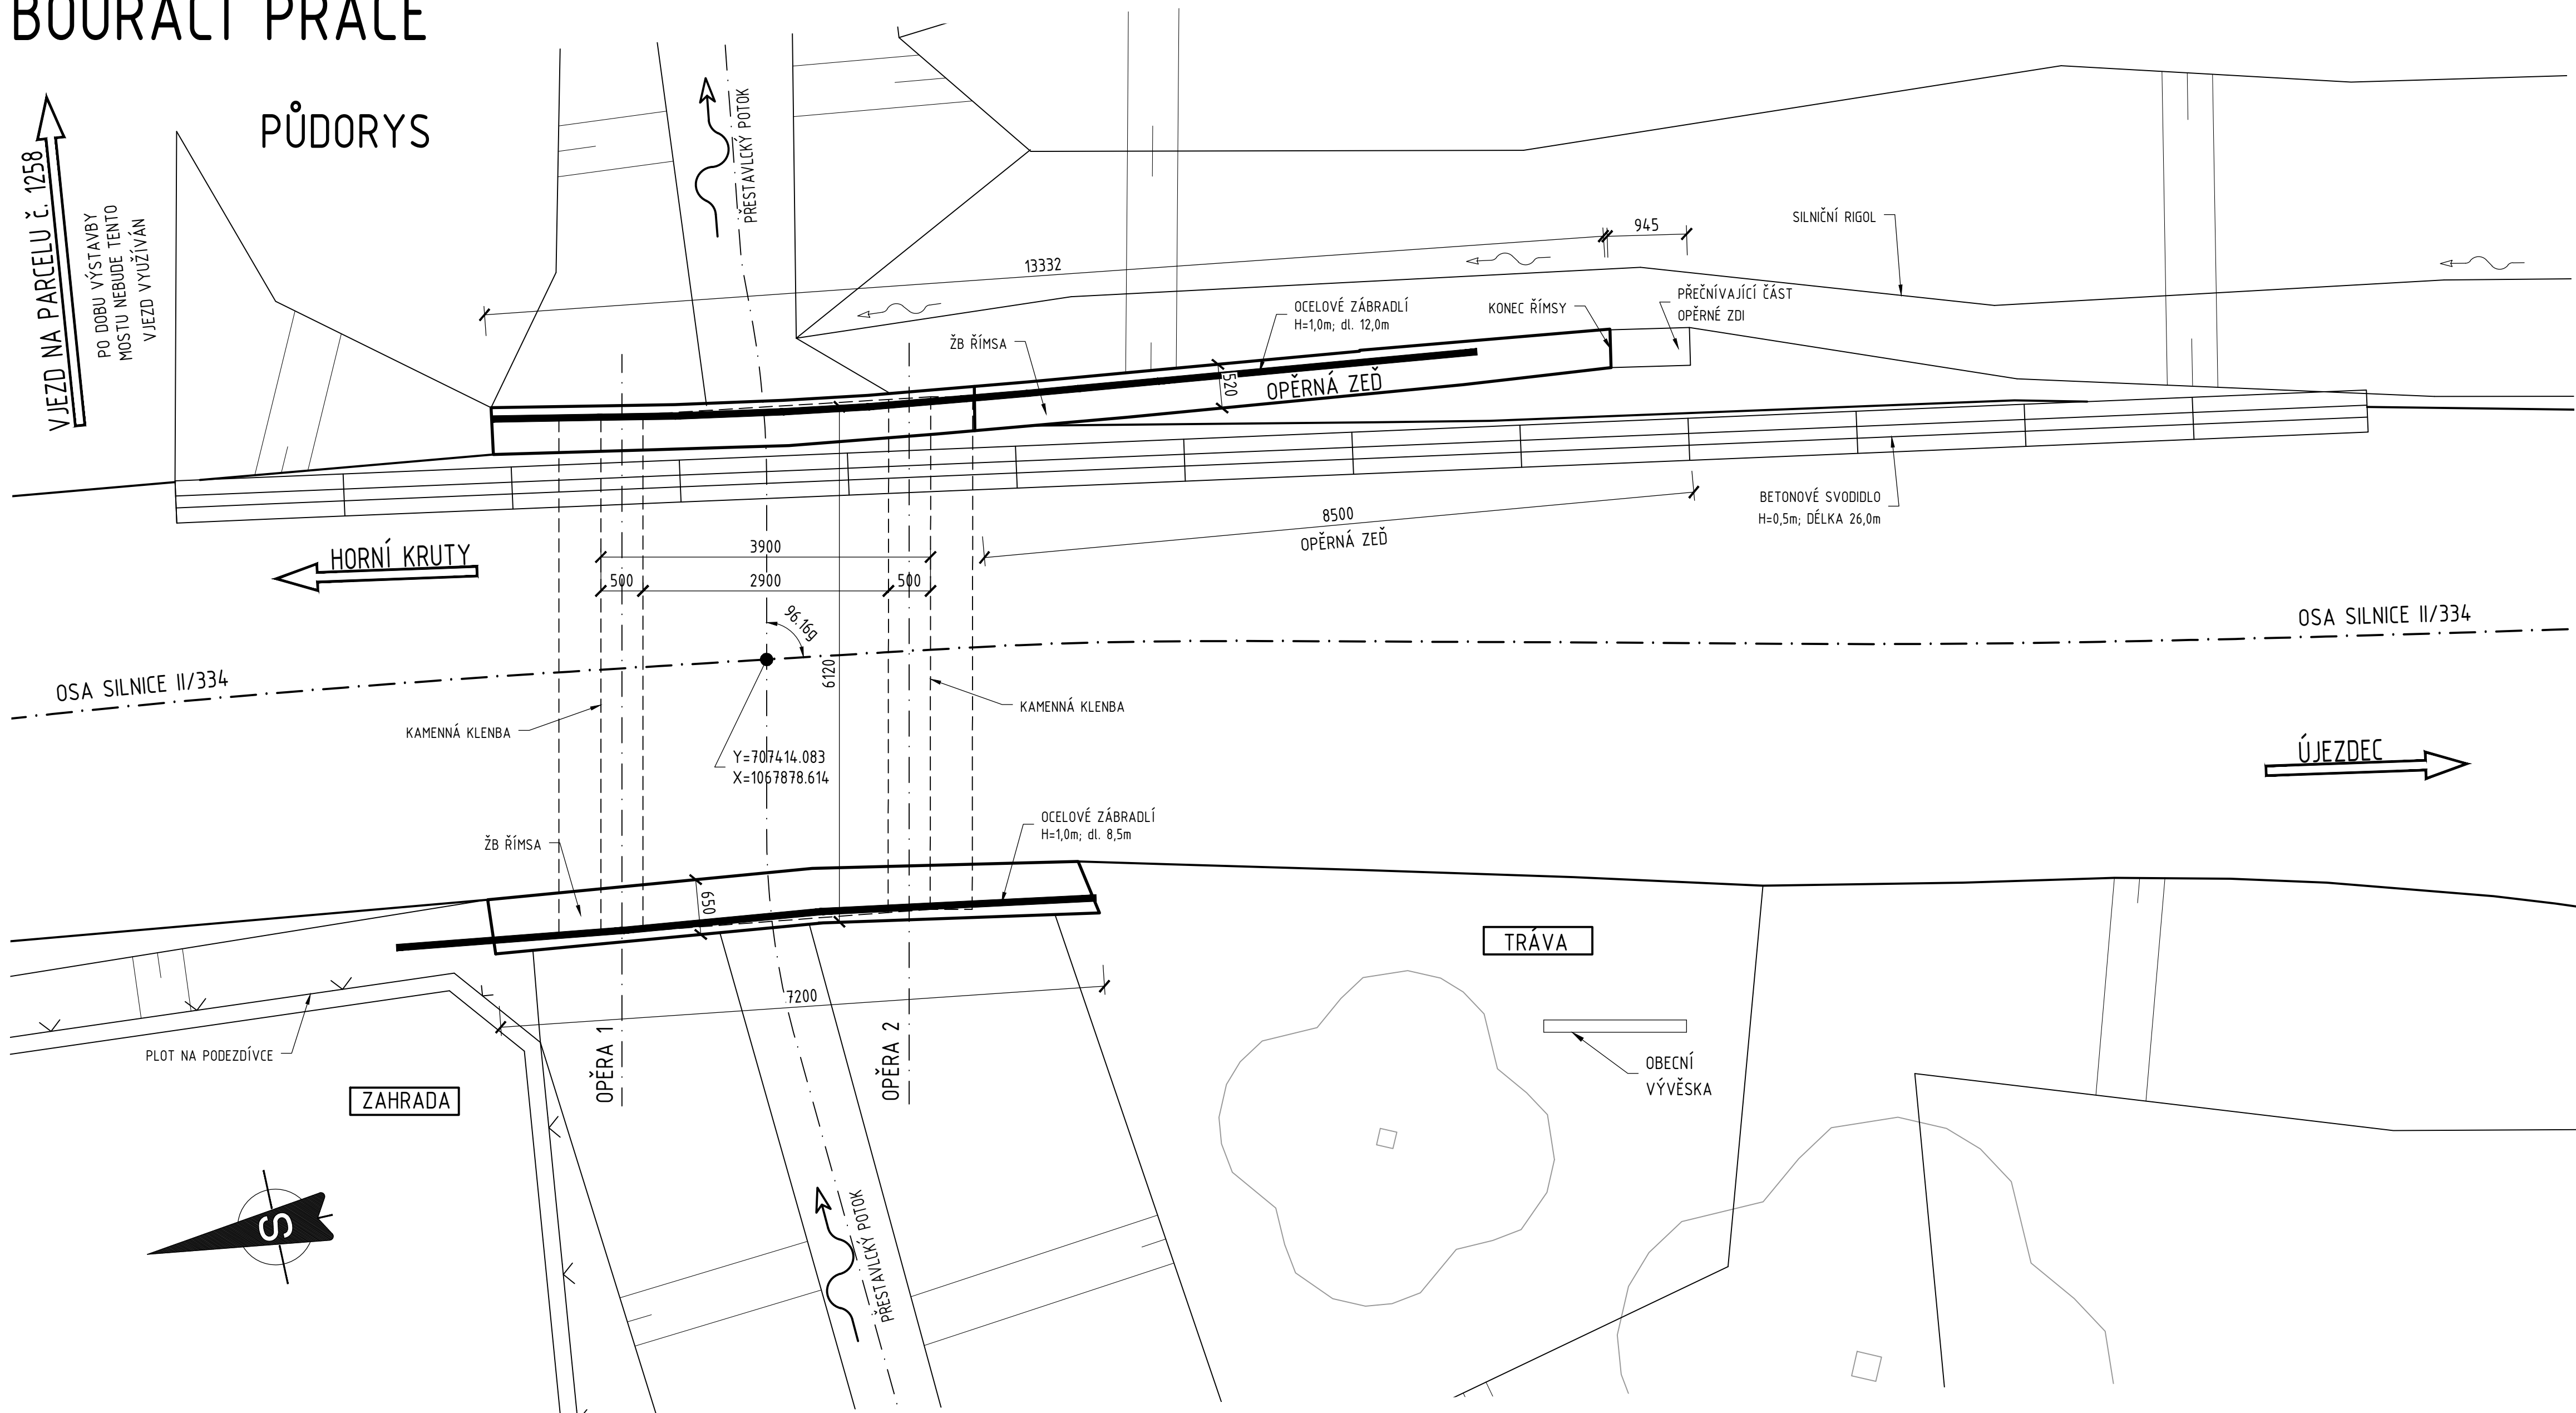 BOURACÍ PRÁCE
PŮDORYS
VJEZD NA PARCELU č. 1258
PO DOBU VÝSTAVBY
MOSTU NEBUDE TENTO
VJEZD VYUŽÍVÁN
PŘESTAVLCKÝ POTOK
13332
945
SILNIČNÍ RIGOL
OCELOVÉ ZÁBRADLÍ
H=1,0m; dl. 12,0m
KONEC ŘÍMSY
PŘEČNÍVAJÍCÍ ČÁST
OPĚRNÉ ZDI
ŽB ŘÍMSA
520
OPĚRNÁ ZEĎ
BETONOVÉ SVODIDLO
H=0,5m; DÉLKA 26,0m
8500
OPĚRNÁ ZEĎ
HORNÍ KRUTY
3900
500
2900
500
96.16g
6120
OSA SILNICE II/334
OSA SILNICE II/334
KAMENNÁ KLENBA
KAMENNÁ KLENBA
Y=707414.083
X=1067878.614
ÚJEZDEC
ŽB ŘÍMSA
OCELOVÉ ZÁBRADLÍ
H=1,0m; dl. 8,5m
650
TRÁVA
7200
OPĚRA 1
OPĚRA 2
PLOT NA PODEZDÍVCE
OBECNÍ
VÝVĚSKA
ZAHRADA
PŘESTAVLCKÝ POTOK
S